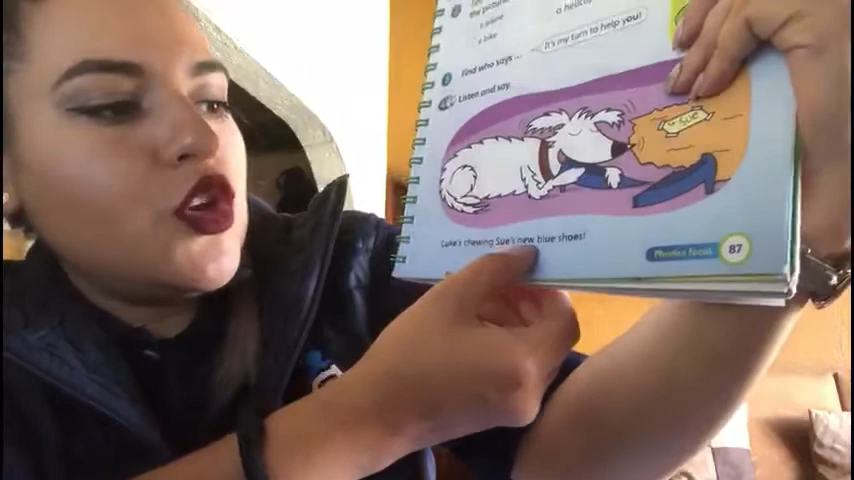 the picture.
a plane
a bike
a helico
It's my turn to help you!
Find who says ...
Listen and say.
Sue
Luke's chewing Sue's new blue shoes!
Phonics focus 87